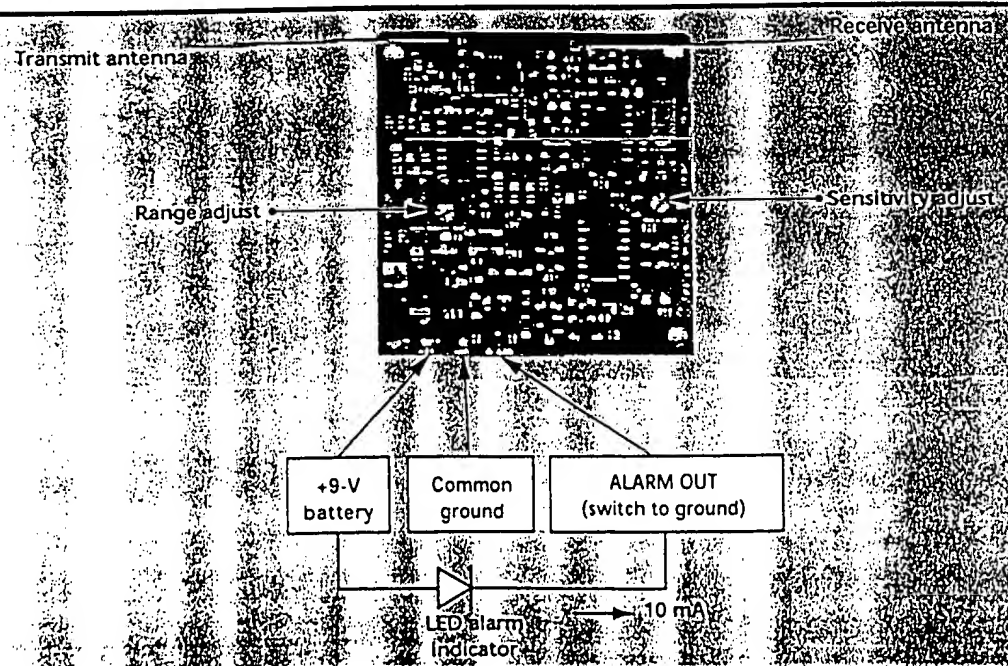 Receive antenna
Transmit antenna
Range adjust
Sensitivity adjust
+9-V
battery
Common
ground
ALARM OUT
(switch to ground)
10 mA
LED alarm
indicator